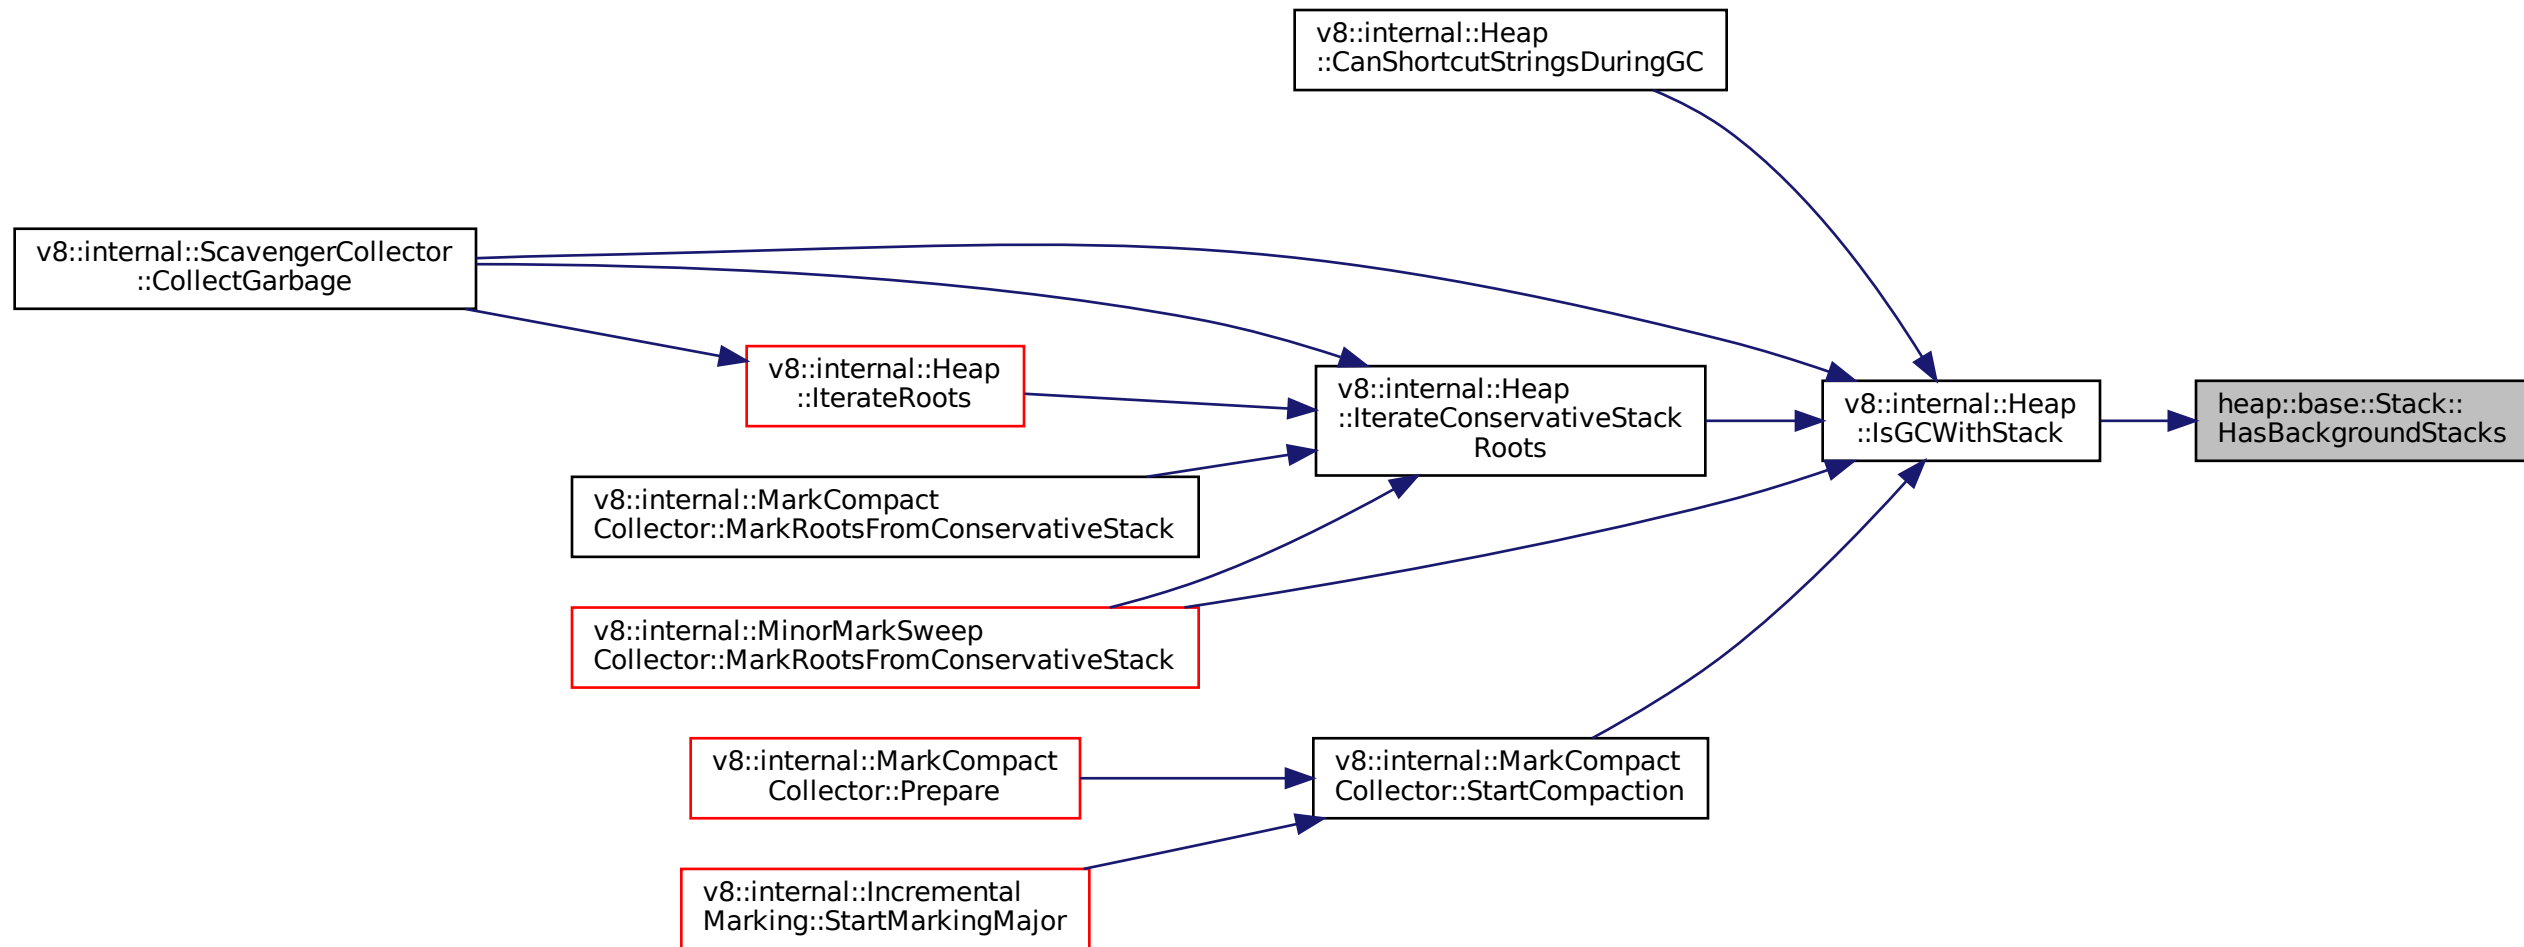 v8::internal::Heap
::CanShortcutStringsDuringGC
v8::internal::ScavengerCollector
::CollectGarbage
v8::internal::Heap
::IterateRoots
v8::internal::Heap
::IterateConservativeStack
Roots
v8::internal::Heap
::IsGCWithStack
heap::base::Stack::
HasBackgroundStacks
v8::internal::MarkCompact
Collector::MarkRootsFromConservativeStack
v8::internal::MinorMarkSweep
Collector::MarkRootsFromConservativeStack
v8::internal::MarkCompact
Collector::Prepare
v8::internal::MarkCompact
Collector::StartCompaction
v8::internal::Incremental
Marking::StartMarkingMajor